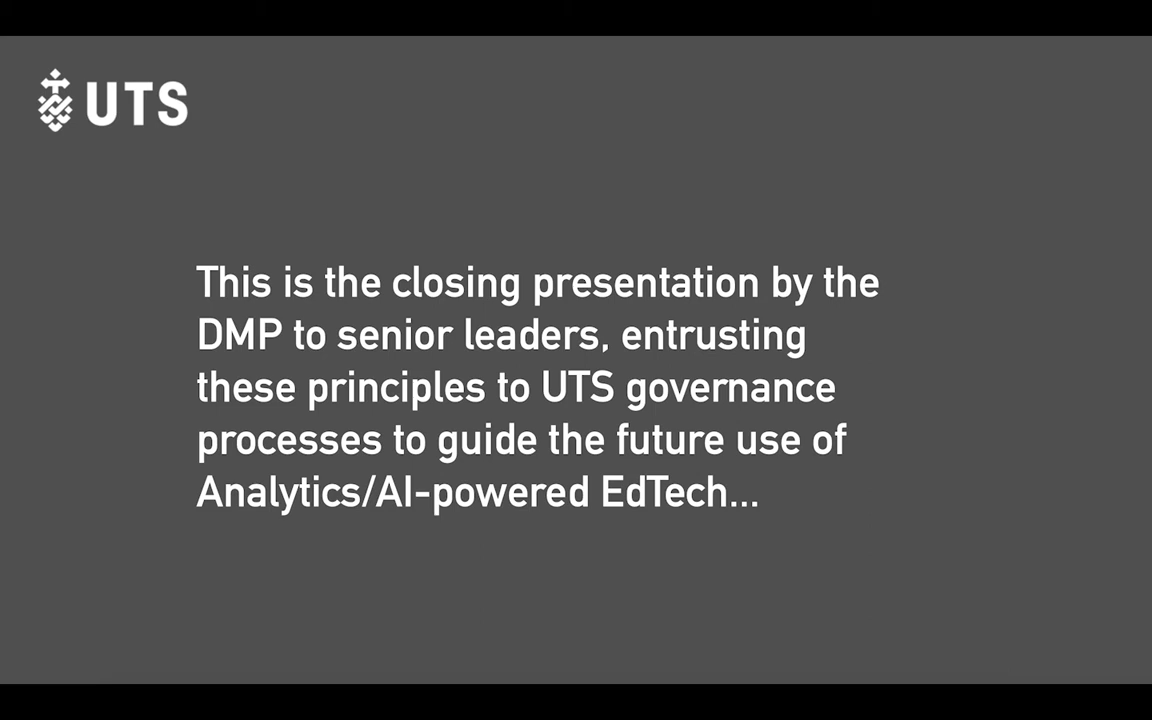 UTS
This is the closing presentation by the
DMP to senior leaders, entrusting
these principles to UTS governance
processes to guide the future use of
Analytics/AI-powered EdTech...